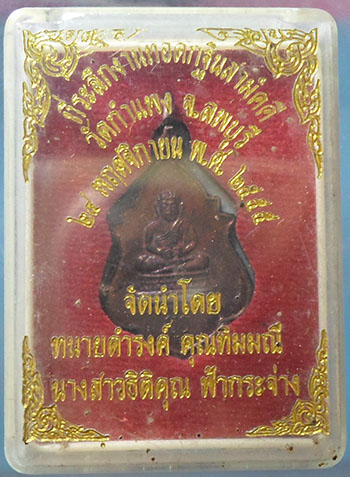 ที่ระลึกงานทอดกฐินสามัคคี
วัดกำแพง จ.ลพบุรี
๒๔ พฤศจิกายน พ.ศ. ๒๕๕๕
จัดนำโดย
ทนายดำรงค์ คุณทิมมณี
นางสาวธิติคุณ ฟ้ากระจ่าง